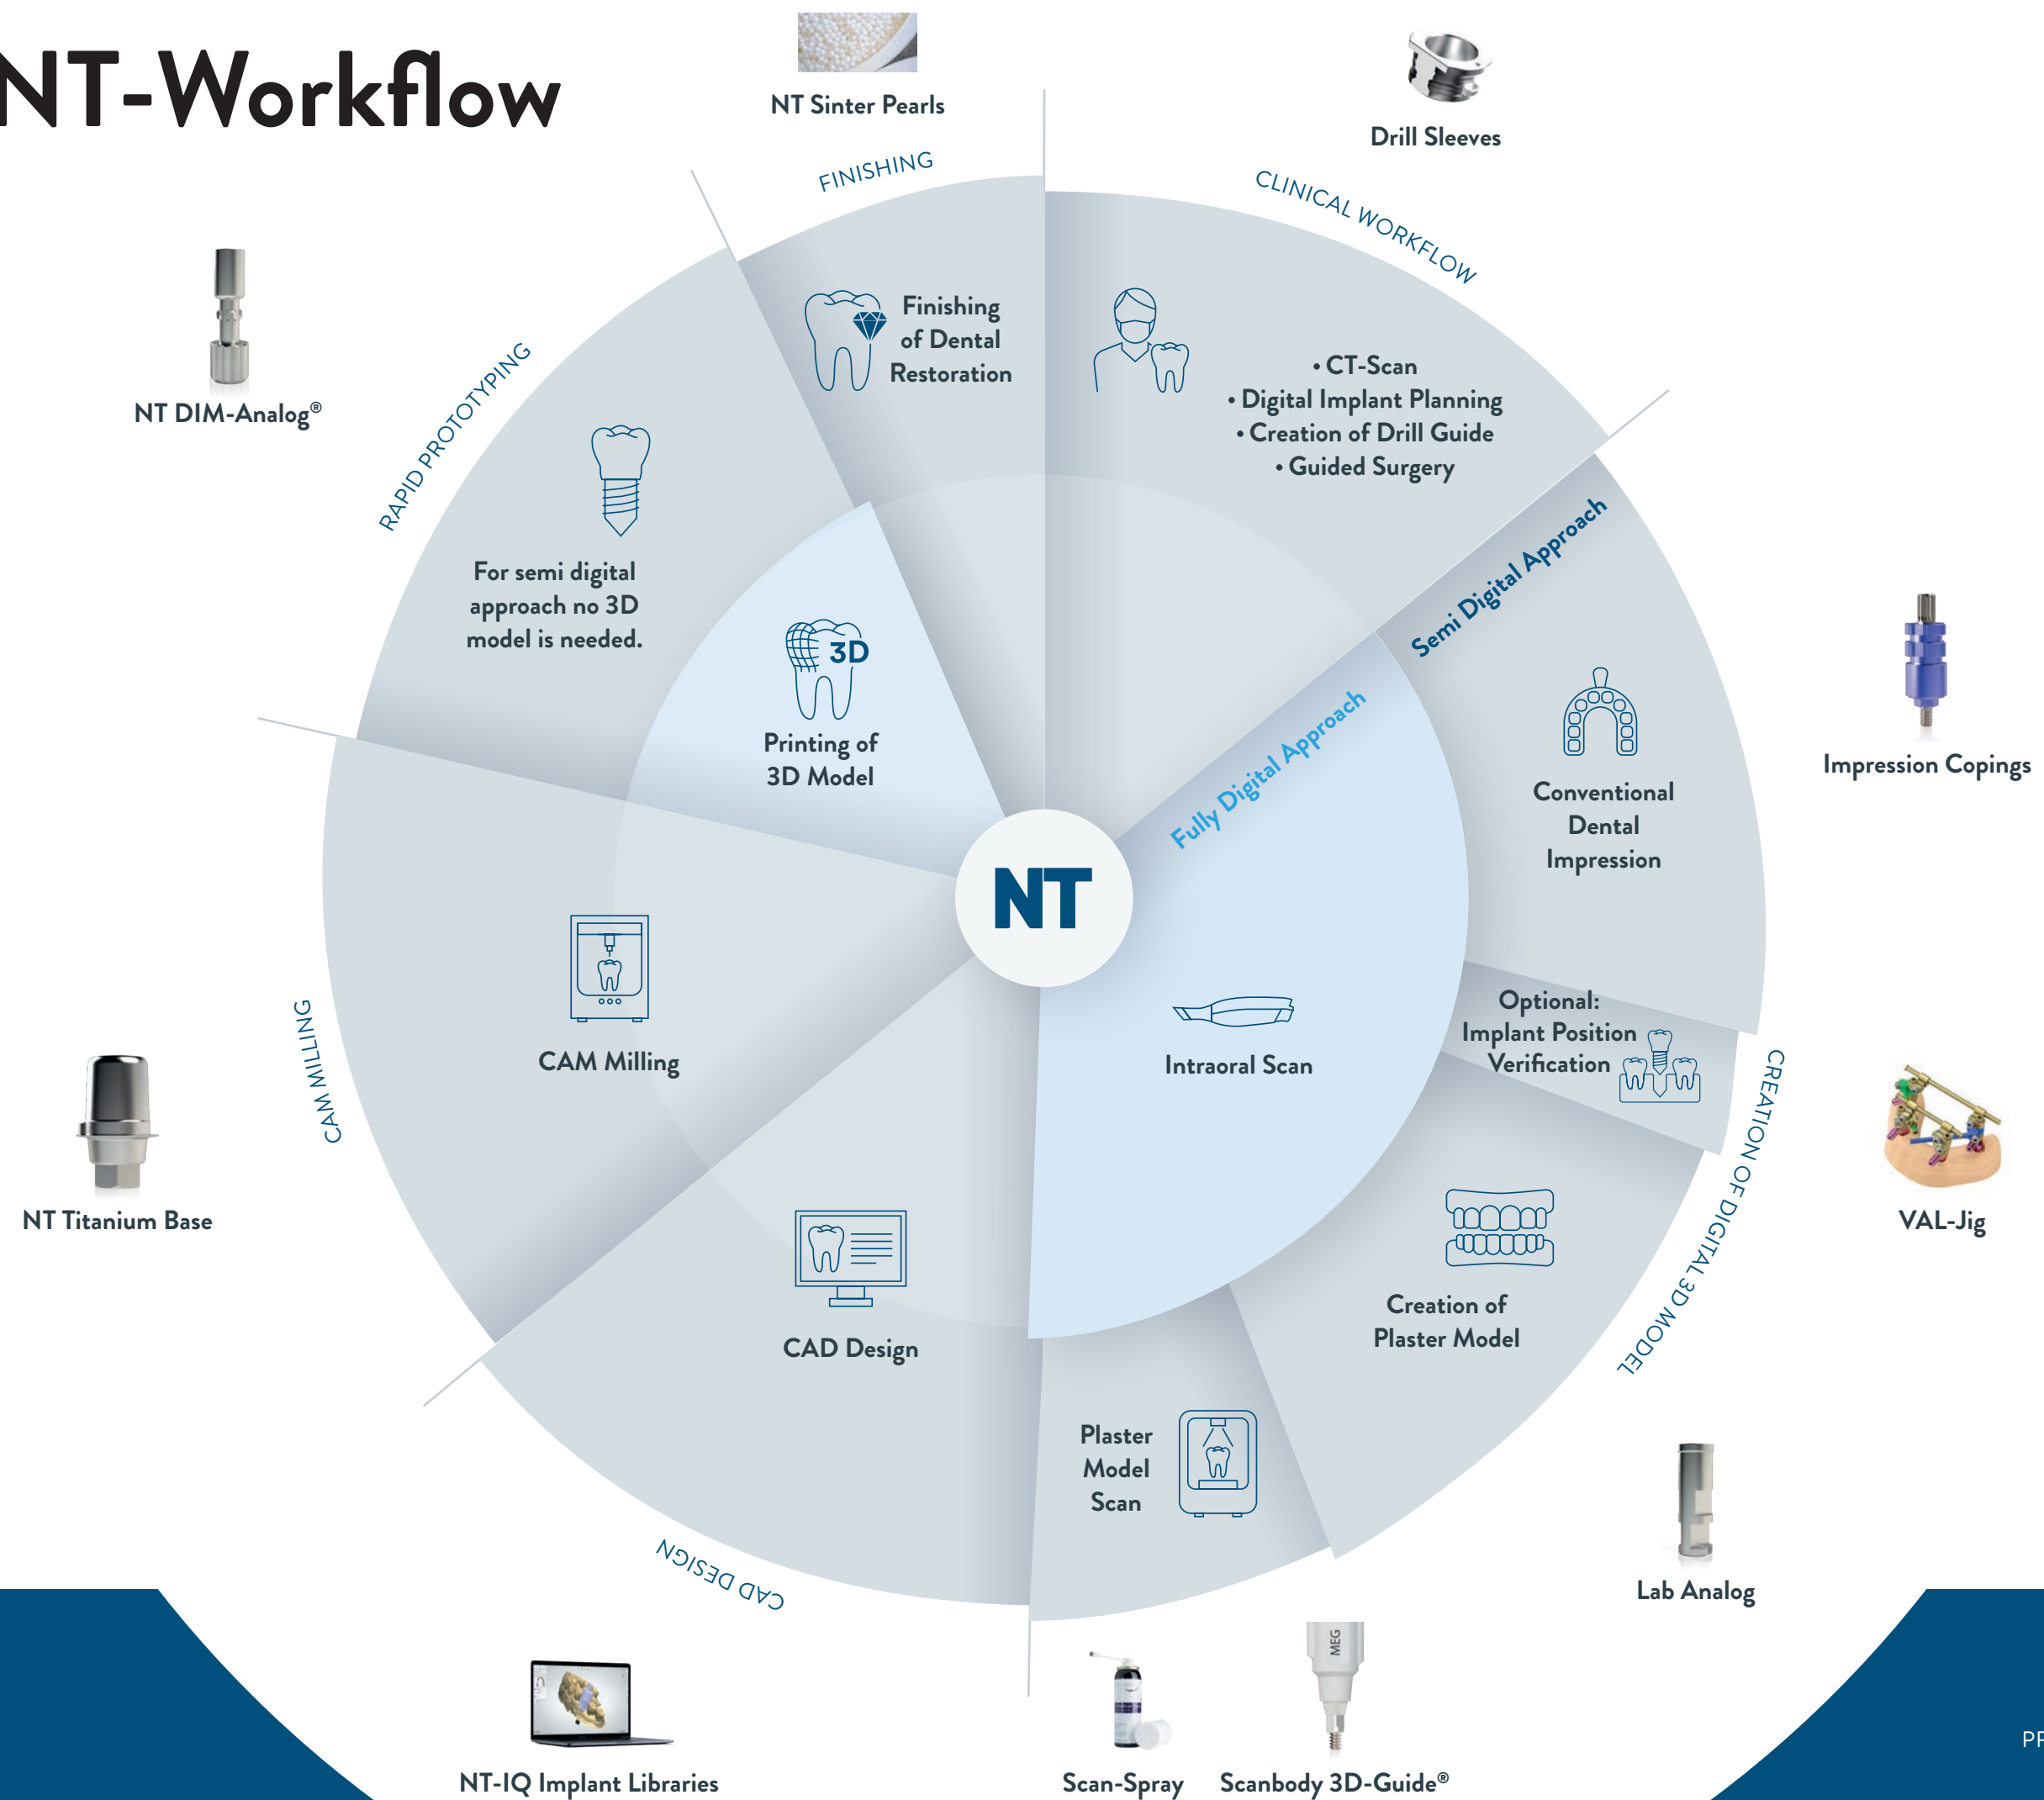 NT-Workflow
NT Sinter Pearls
Drill Sleeves
FINISHING
CLINICAL WORKFLOW
Finishing
of Dental
Restoration
• CT-Scan
• Digital Implant Planning
• Creation of Drill Guide
• Guided Surgery
NT DIM-Analog®
RAPID PROTOTYPING
For semi digital
approach no 3D
model is needed.
3D
Printing of
3D Model
Semi Digital Approach
Fully Digital Approach
Conventional
Dental
Impression
Impression Copings
NT
Optional:
Implant Position
Verification
Intraoral Scan
CREATION OF DIGITAL 3D MODEL
VAL-Jig
CAM MILLING
CAM Milling
NT Titanium Base
CAD Design
Creation of
Plaster Model
Plaster
Model
Scan
CAD DESIGN
Lab Analog
MEG
NT-IQ Implant Libraries
Scan-Spray
Scanbody 3D-Guide®